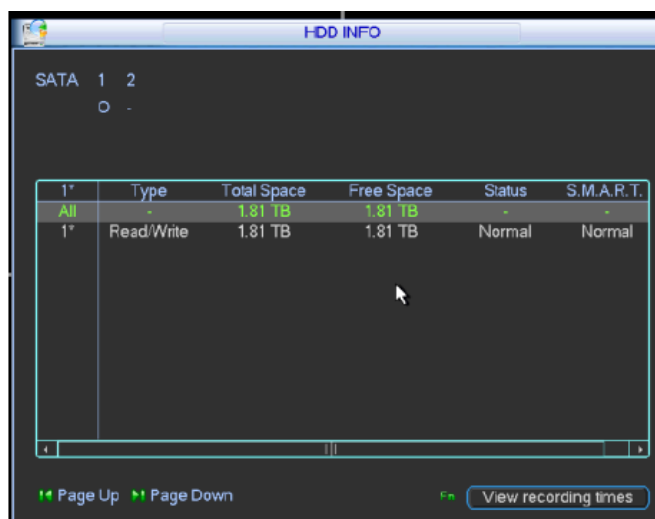 HDD INFO
SATA 1 2
O -
1* Type Total Space Free Space Status S.M.A.R.T.
All - 1.81 TB 1.81 TB - -
1* Read/Write 1.81 TB 1.81 TB Normal Normal
Page Up Page Down Fn View recording times